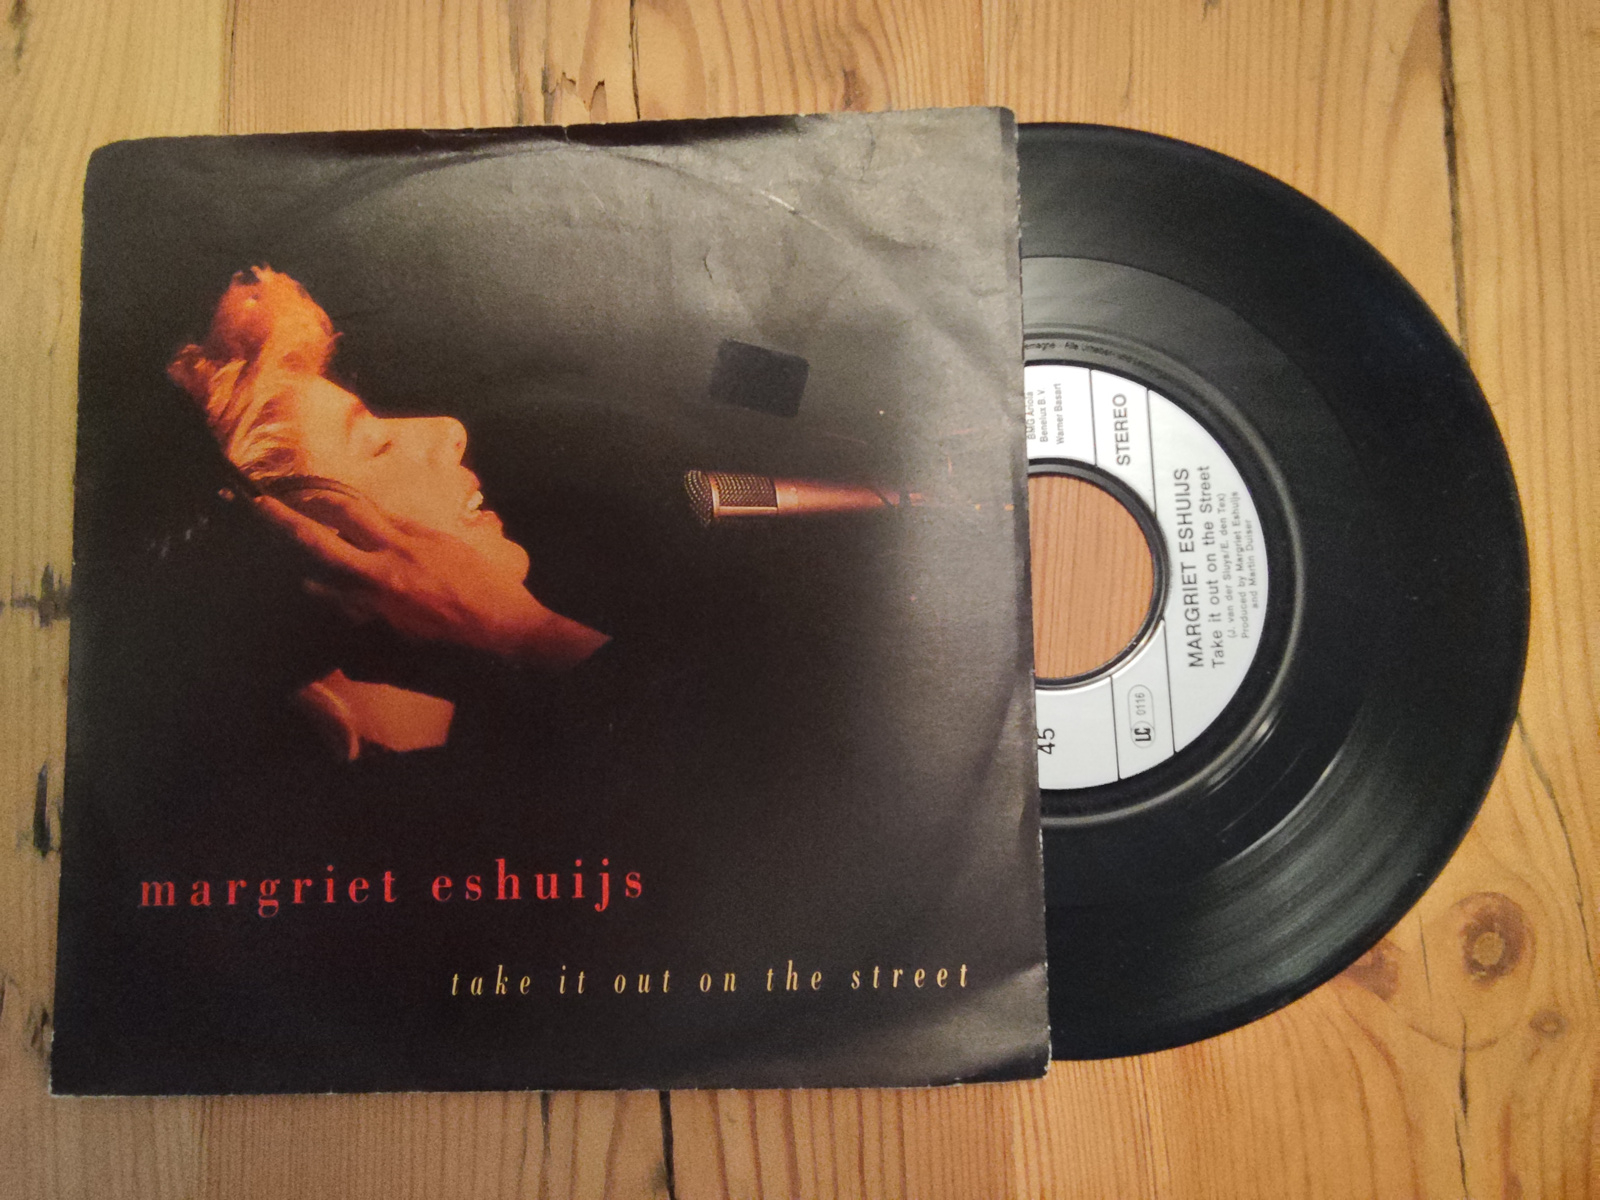 margriet eshuijs
take it out on the street
BMG Ariola
Benelux B.V.
Warner Basart
STEREO
MARGRIET ESHUIJS
Take it out on the Street
(J. van der Sluys/E. den Tex)
Produced by Margriet Eshuijs
and Martin Duiser
LC 0116
45